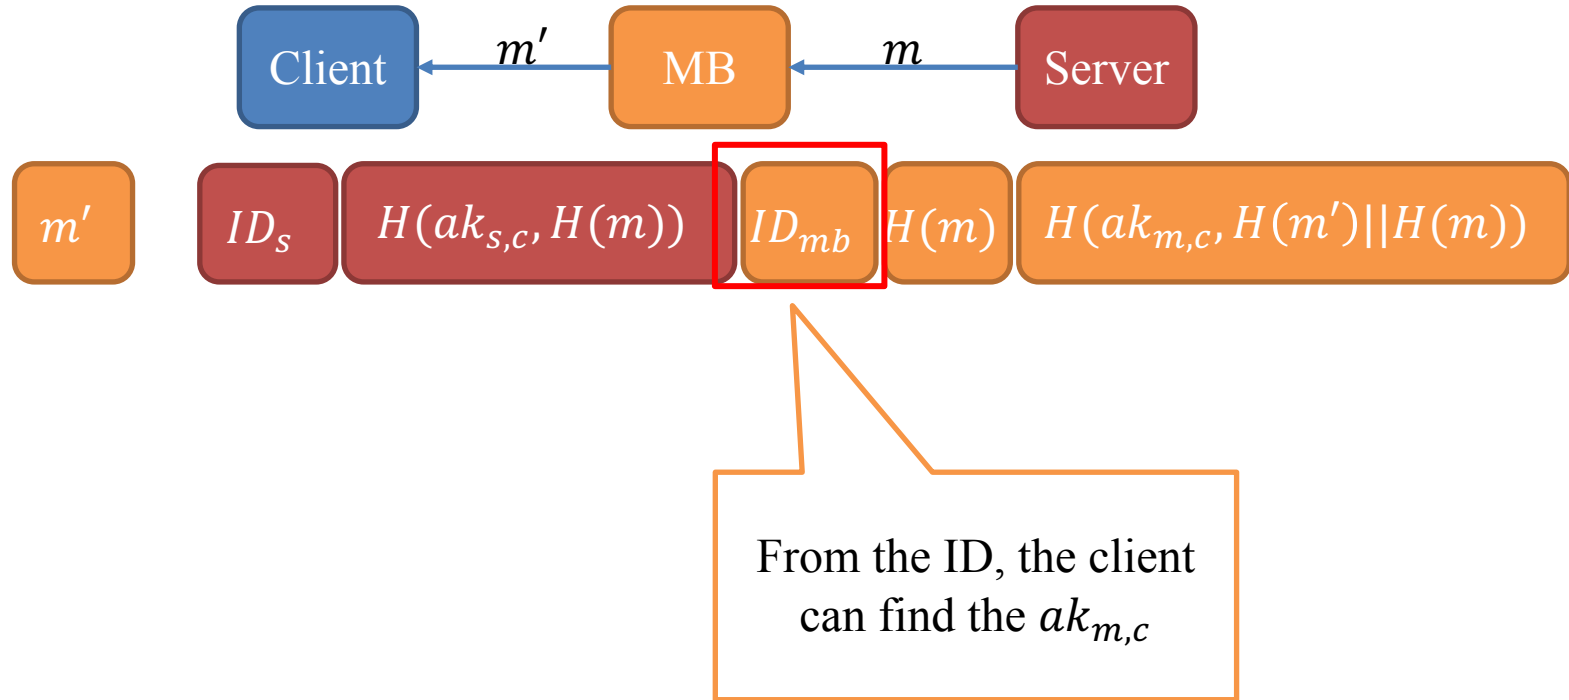 Client m′ MB m Server
m′ ID_s H(ak_{s,c}, H(m)) ID_{mb} H(m) H(ak_{m,c}, H(m′)||H(m))
From the ID, the client
can find the ak_{m,c}